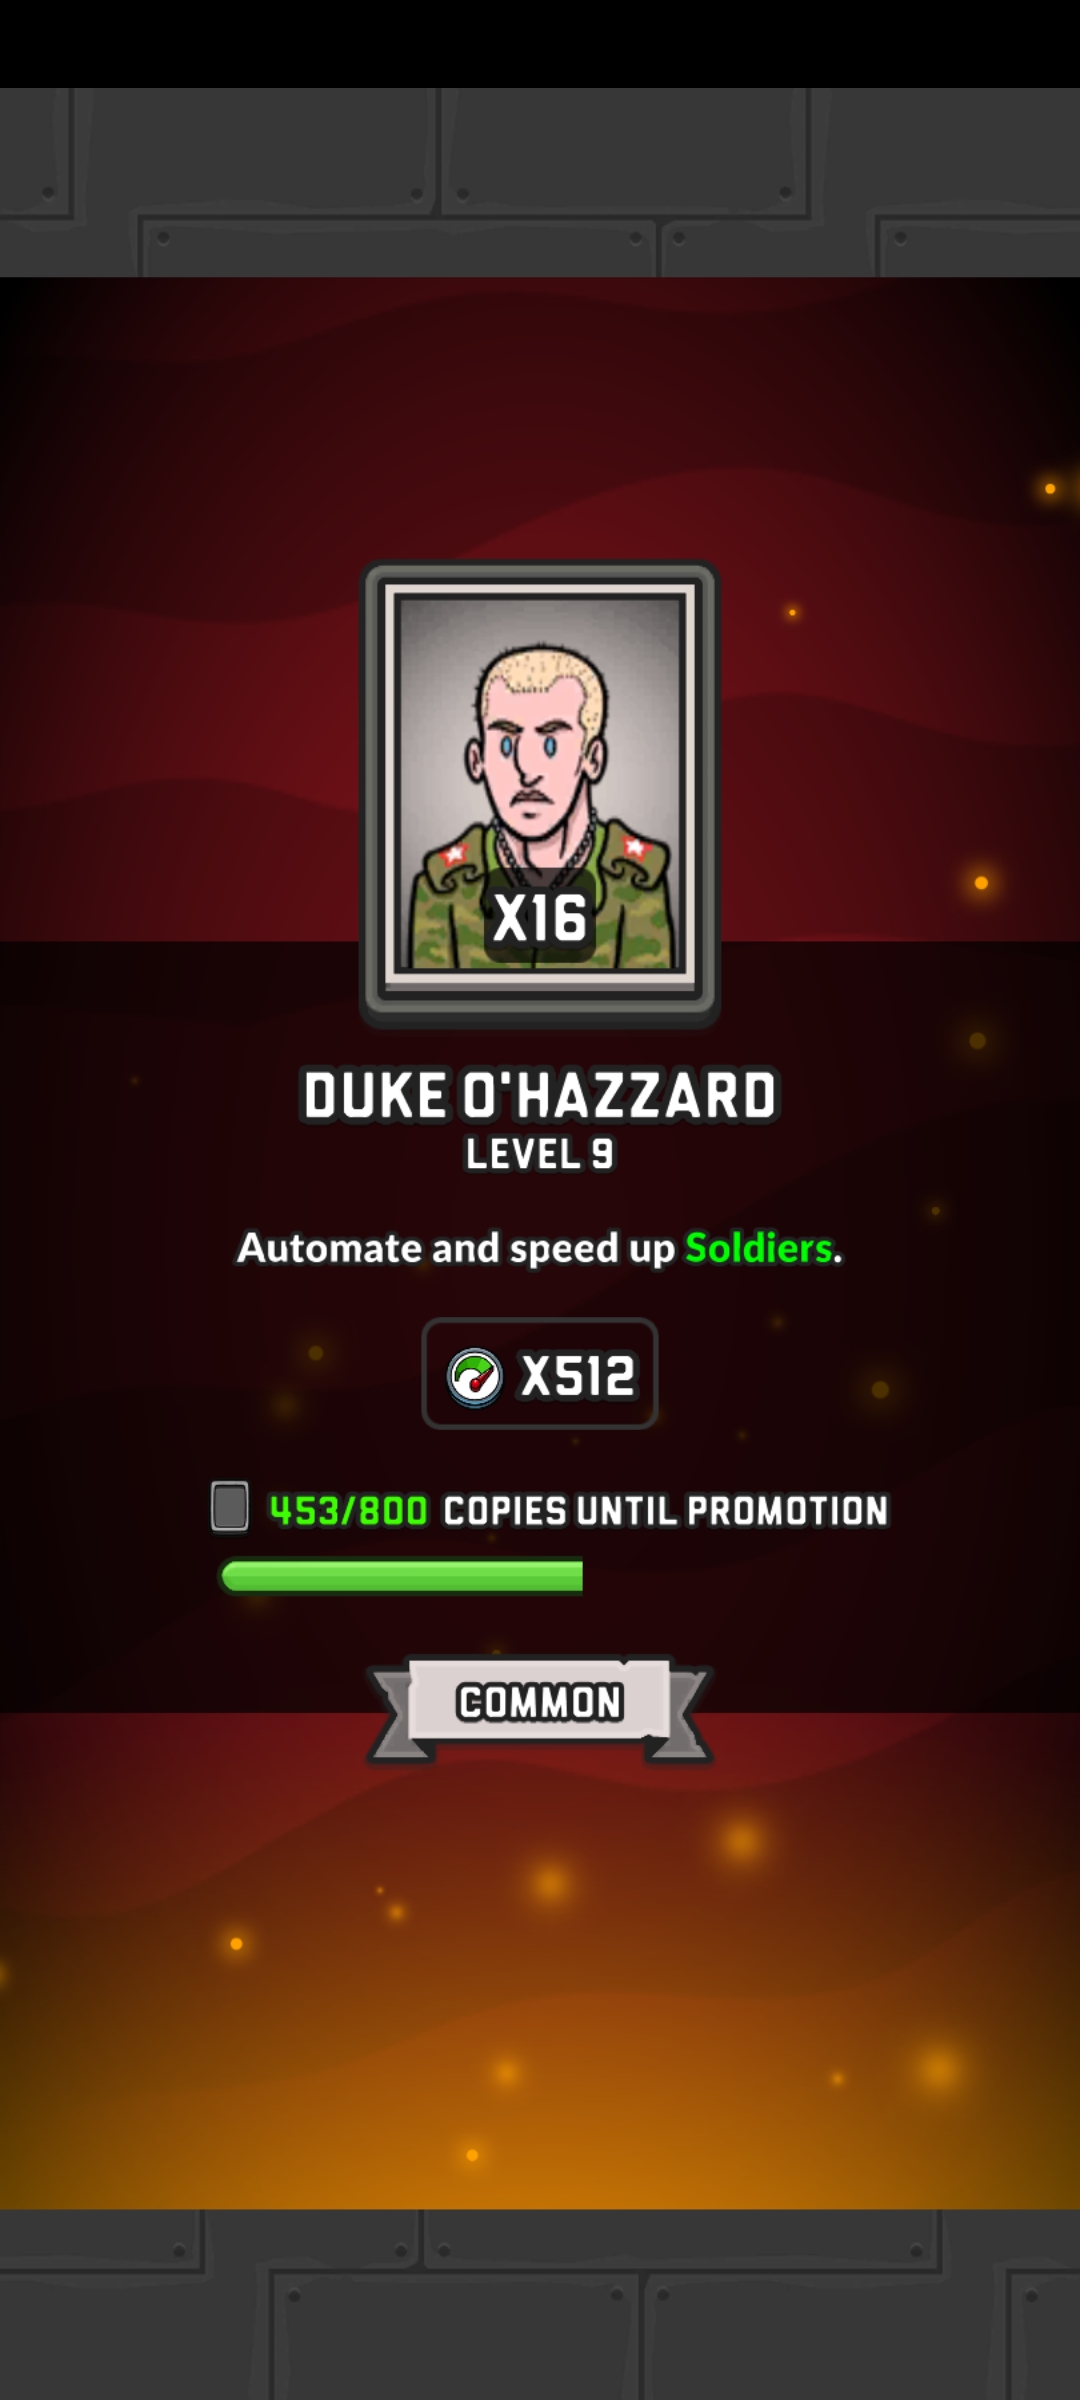 X16
DUKE O'HAZZARD
LEVEL 9
Automate and speed up Soldiers.
X512
453/800 COPIES UNTIL PROMOTION
COMMON